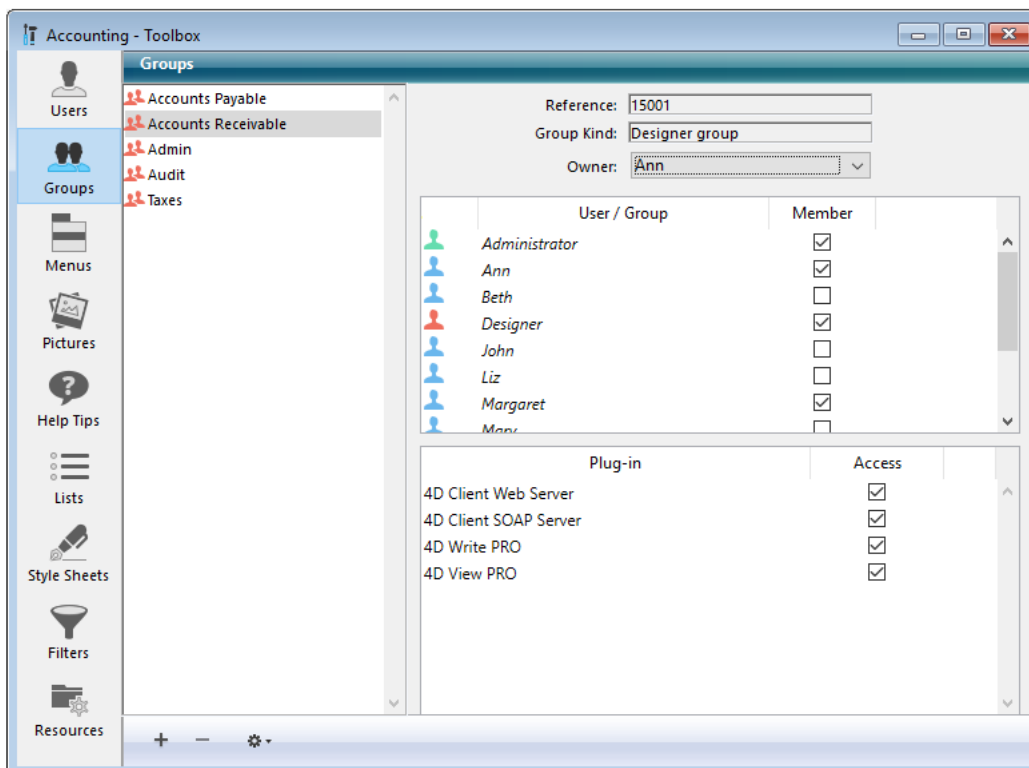 Accounting - Toolbox
Users
Groups
Menus
Pictures
Help Tips
Lists
Style Sheets
Filters
Resources
Groups
Accounts Payable
Accounts Receivable
Admin
Audit
Taxes
Reference: 15001
Group Kind: Designer group
Owner: Ann
User / Group Member
Administrator
Ann
Beth
Designer
John
Liz
Margaret
Mary
Plug-in Access
4D Client Web Server
4D Client SOAP Server
4D Write PRO
4D View PRO